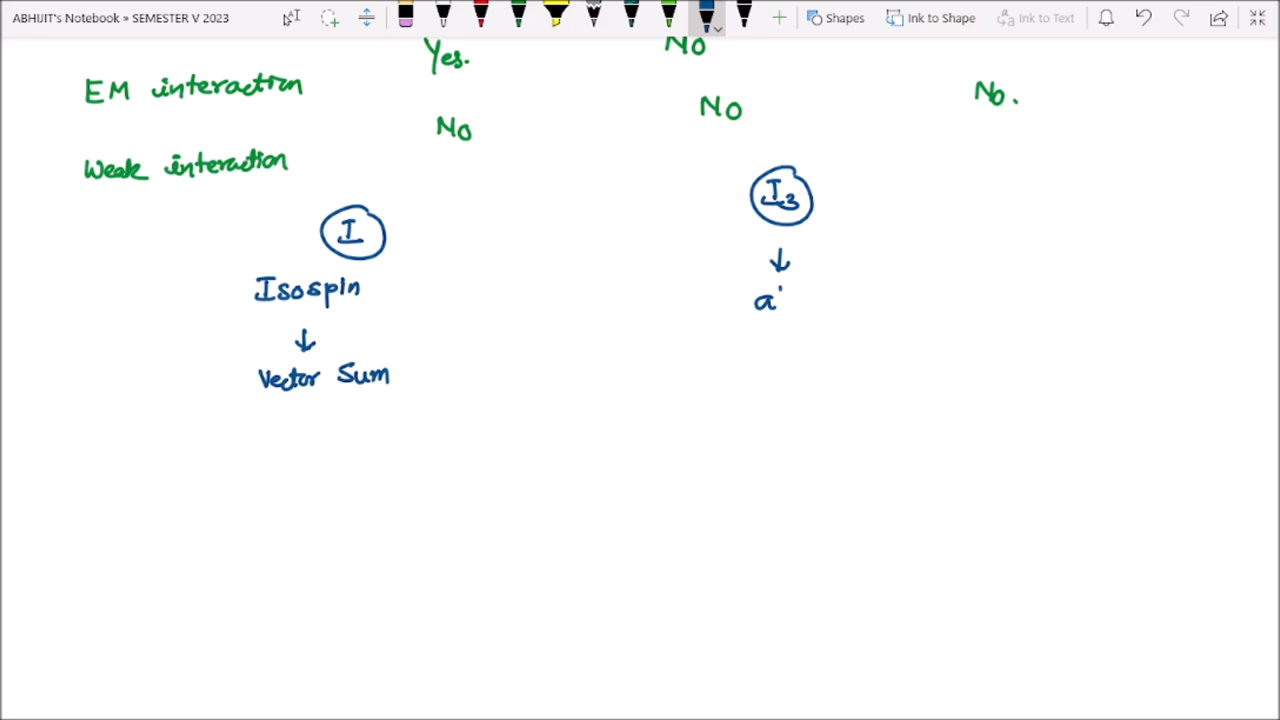 ABHIJIT's Notebook » SEMESTER V 2023
Shapes
Ink to Shape
Ink to Text
Yes. No
EM interaction No.
No No
Weak interaction
I I3
Isospin
a
Vector Sum